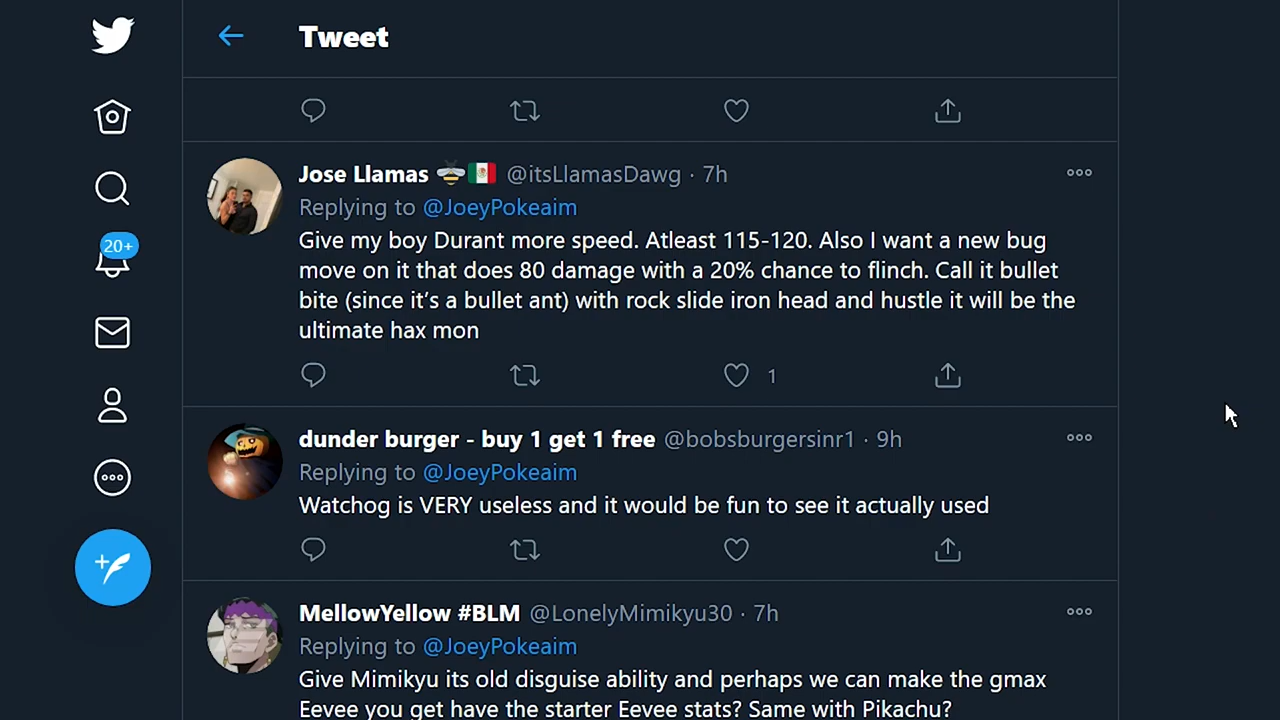 Tweet
Jose Llamas 🐝🇲🇽 @itsLlamasDawg · 7h
Replying to @JoeyPokeaim
Give my boy Durant more speed. Atleast 115-120. Also I want a new bug
move on it that does 80 damage with a 20% chance to flinch. Call it bullet
bite (since it’s a bullet ant) with rock slide iron head and hustle it will be the
ultimate hax mon
1
20+
dunder burger - buy 1 get 1 free @bobsburgersinr1 · 9h
Replying to @JoeyPokeaim
Watchog is VERY useless and it would be fun to see it actually used
MellowYellow #BLM @LonelyMimikyu30 · 7h
Replying to @JoeyPokeaim
Give Mimikyu its old disguise ability and perhaps we can make the gmax
Eevee you get have the starter Eevee stats? Same with Pikachu?